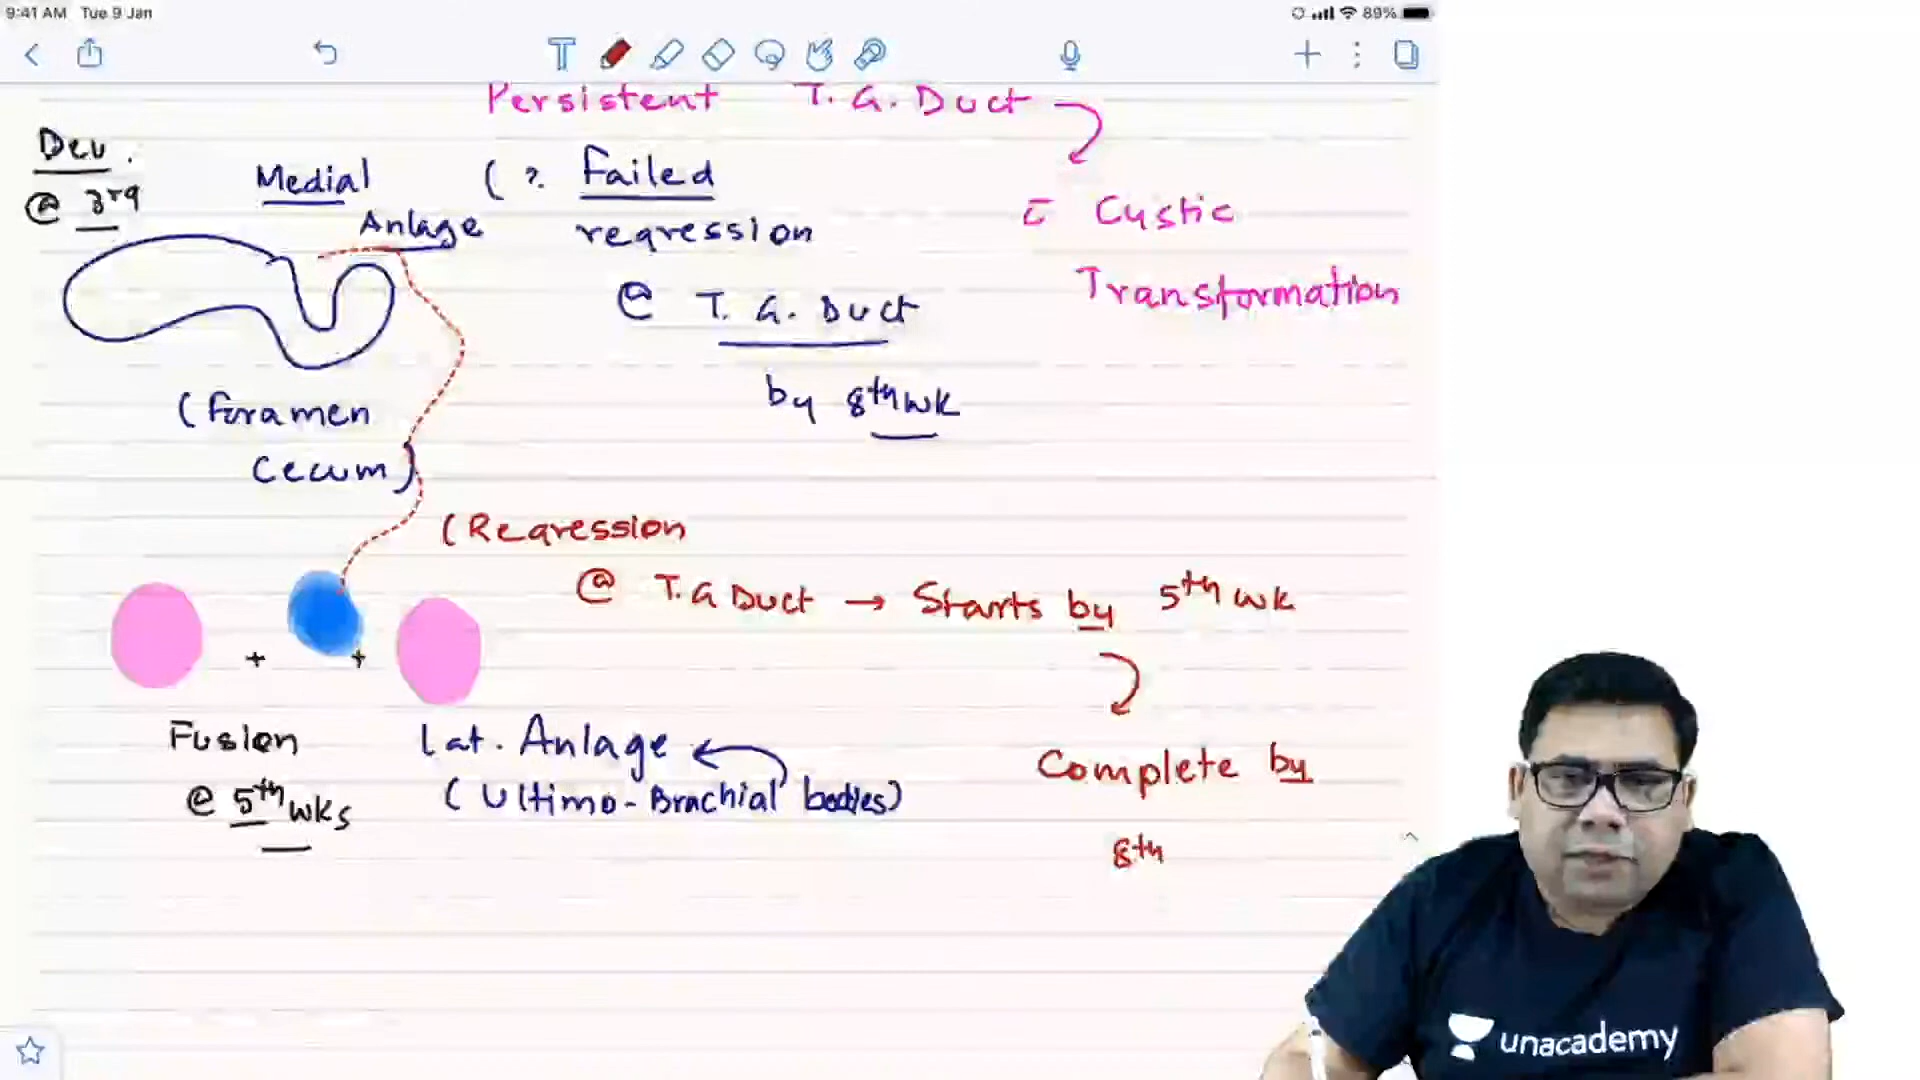 9:41 AM Tue 9 Jan
89%
Persistent T. G. Duct
Dev.
@ 3rd
Medial
Anlage
( ?. Failed
regression
@ T. G. Duct
by 8th wk
c Cystic
Transformation
(Foramen
Cecum)
(Regression
@ T.G Duct → Starts by 5th wk
Complete by
8th
+ +
Fusion
@ 5th wks
Lat. Anlage
(Ultimo-Brachial bodies)
unacademy